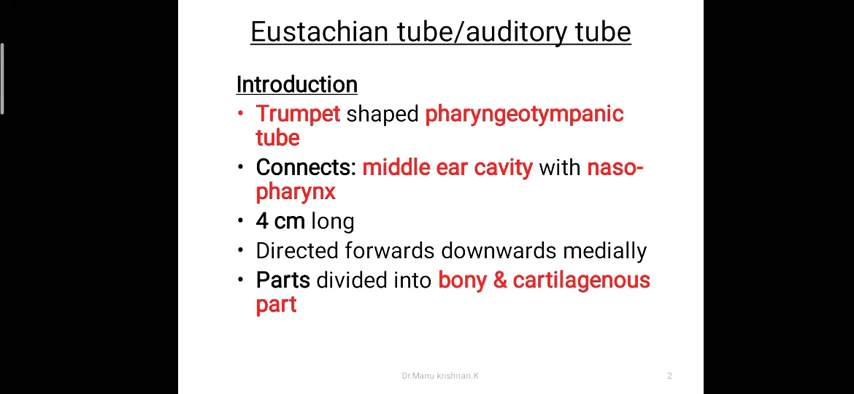 Eustachian tube/auditory tube
Introduction
• Trumpet shaped pharyngeotympanic
tube
• Connects: middle ear cavity with naso-
pharynx
• 4 cm long
• Directed forwards downwards medially
• Parts divided into bony & cartilagenous
part
Dr.Manu krishnan.K
2